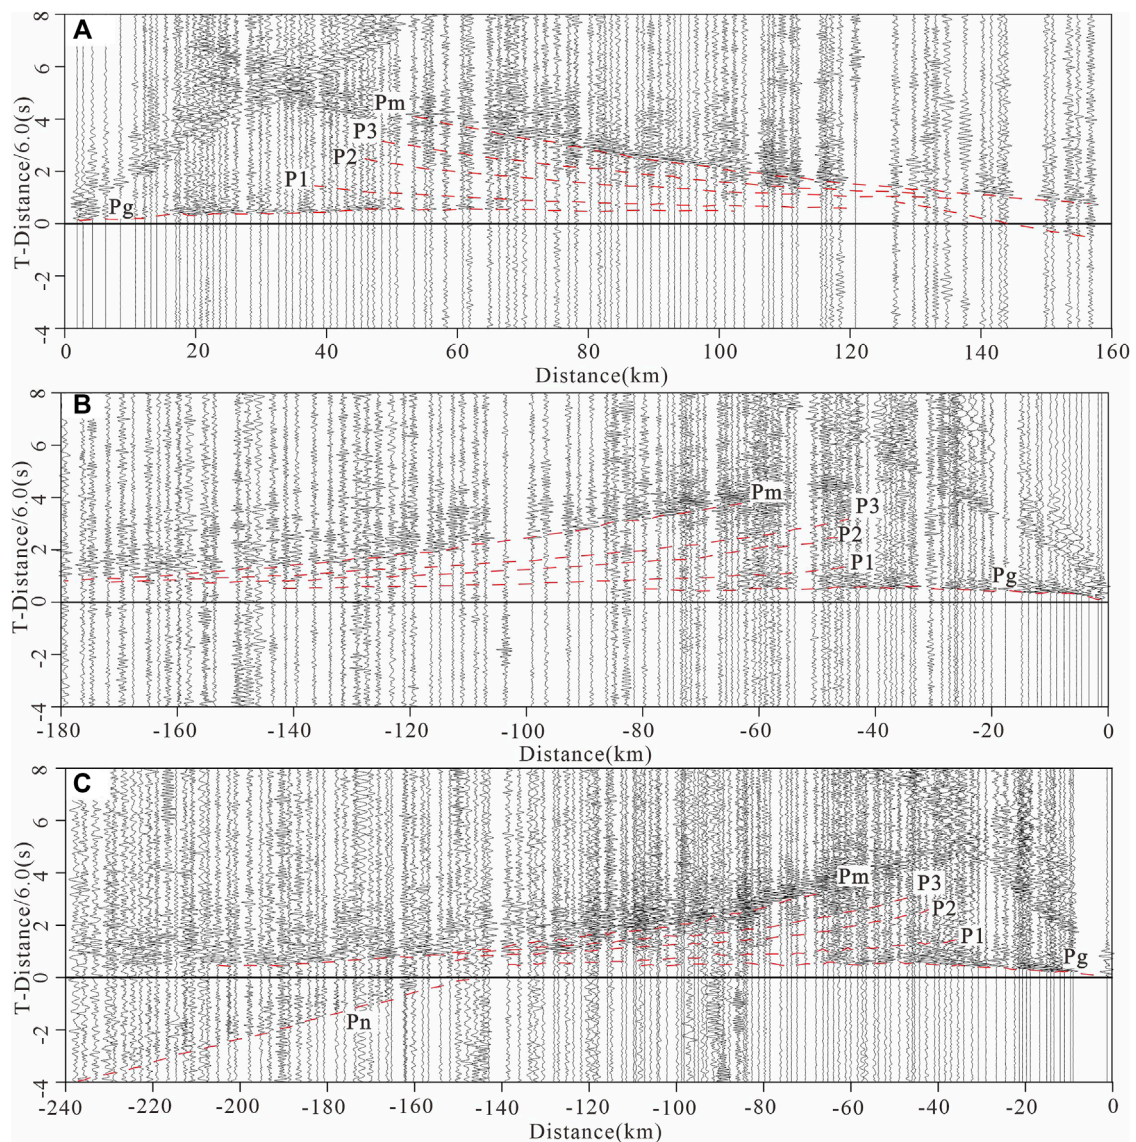 A
8
6
4
2
0
-2
-4
T-Distance/6.0(s)
Pm
P3
P2
P1
Pg
0 20 40 60 80 100 120 140 160
Distance(km)
B
8
6
4
2
0
-2
-4
T-Distance/6.0(s)
Pm
P3
P2
P1
Pg
-180 -160 -140 -120 -100 -80 -60 -40 -20 0
Distance(km)
C
8
6
4
2
0
-2
-4
T-Distance/6.0(s)
Pm
P3
P2
P1
Pg
Pn
-240 -220 -200 -180 -160 -140 -120 -100 -80 -60 -40 -20 0
Distance(km)